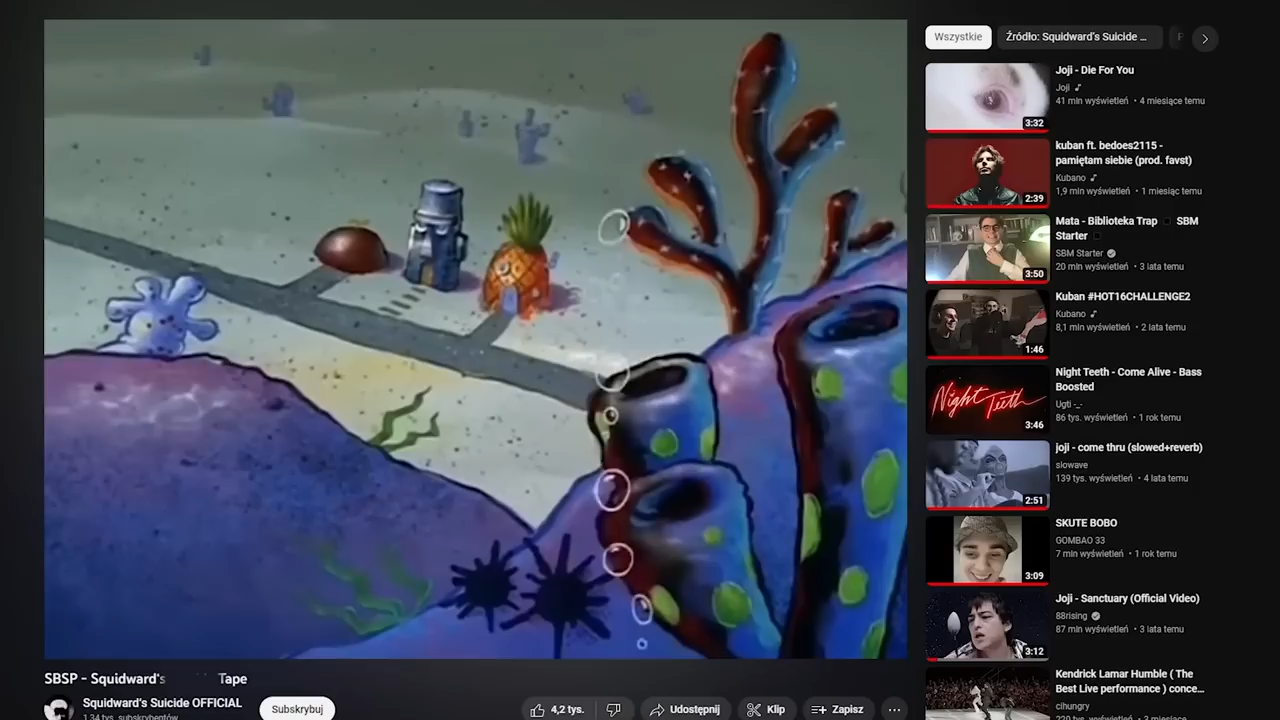 Wszystkie
Źródło: Squidward's Suicide ...
Joji - Die For You
Joji
41 mln wyświetleń • 4 miesiące temu
3:32
kuban ft. bedoes2115 -
pamiętam siebie (prod. favst)
Kubano
1,9 mln wyświetleń • 1 miesiąc temu
2:39
Mata - Biblioteka Trap SBM
Starter
SBM Starter
20 mln wyświetleń • 3 lata temu
3:50
Kuban #HOT16CHALLENGE2
Kubano
8,1 mln wyświetleń • 2 lata temu
1:46
Night Teeth - Come Alive - Bass
Boosted
Ugti -_-
86 tys. wyświetleń • 1 rok temu
Night Teeth
3:46
joji - come thru (slowed+reverb)
slowave
139 tys. wyświetleń • 4 lata temu
2:51
SKUTE BOBO
GOMBAO 33
7 mln wyświetleń • 1 rok temu
3:09
Joji - Sanctuary (Official Video)
88rising
87 mln wyświetleń • 3 lata temu
3:12
Kendrick Lamar Humble ( The
Best Live performance ) conce...
cihungry
SBSP - Squidward's Tape
Squidward's Suicide OFFICIAL
1,34 tys. subskrybentów
Subskrybuj
4,2 tys.
Udostępnij
Klip
Zapisz